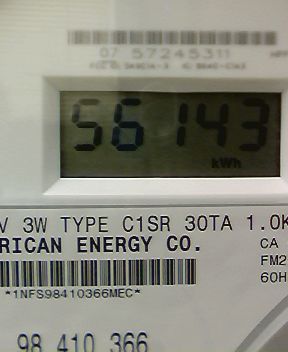 07 57245311
56143
kWh
V 3W TYPE C1SR 30TA 1.0K
RICAN ENERGY CO.
CA
FM2
60H
*1NFS98410366MEC*
98 410 366